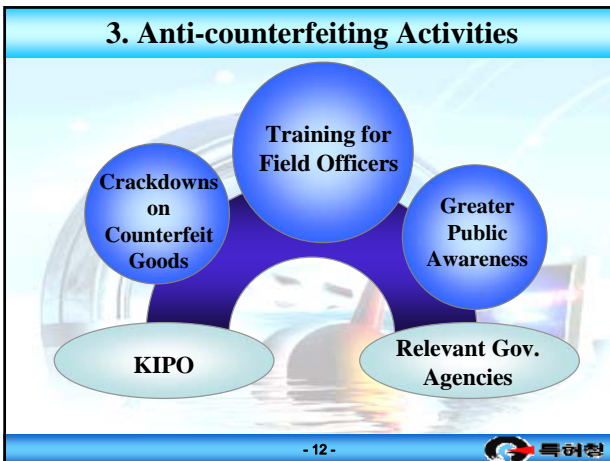 3. Anti-counterfeiting Activities
Training for
Field Officers
Crackdowns
on
Counterfeit
Goods
Greater
Public
Awareness
KIPO
Relevant Gov.
Agencies
- 12 -
특허청